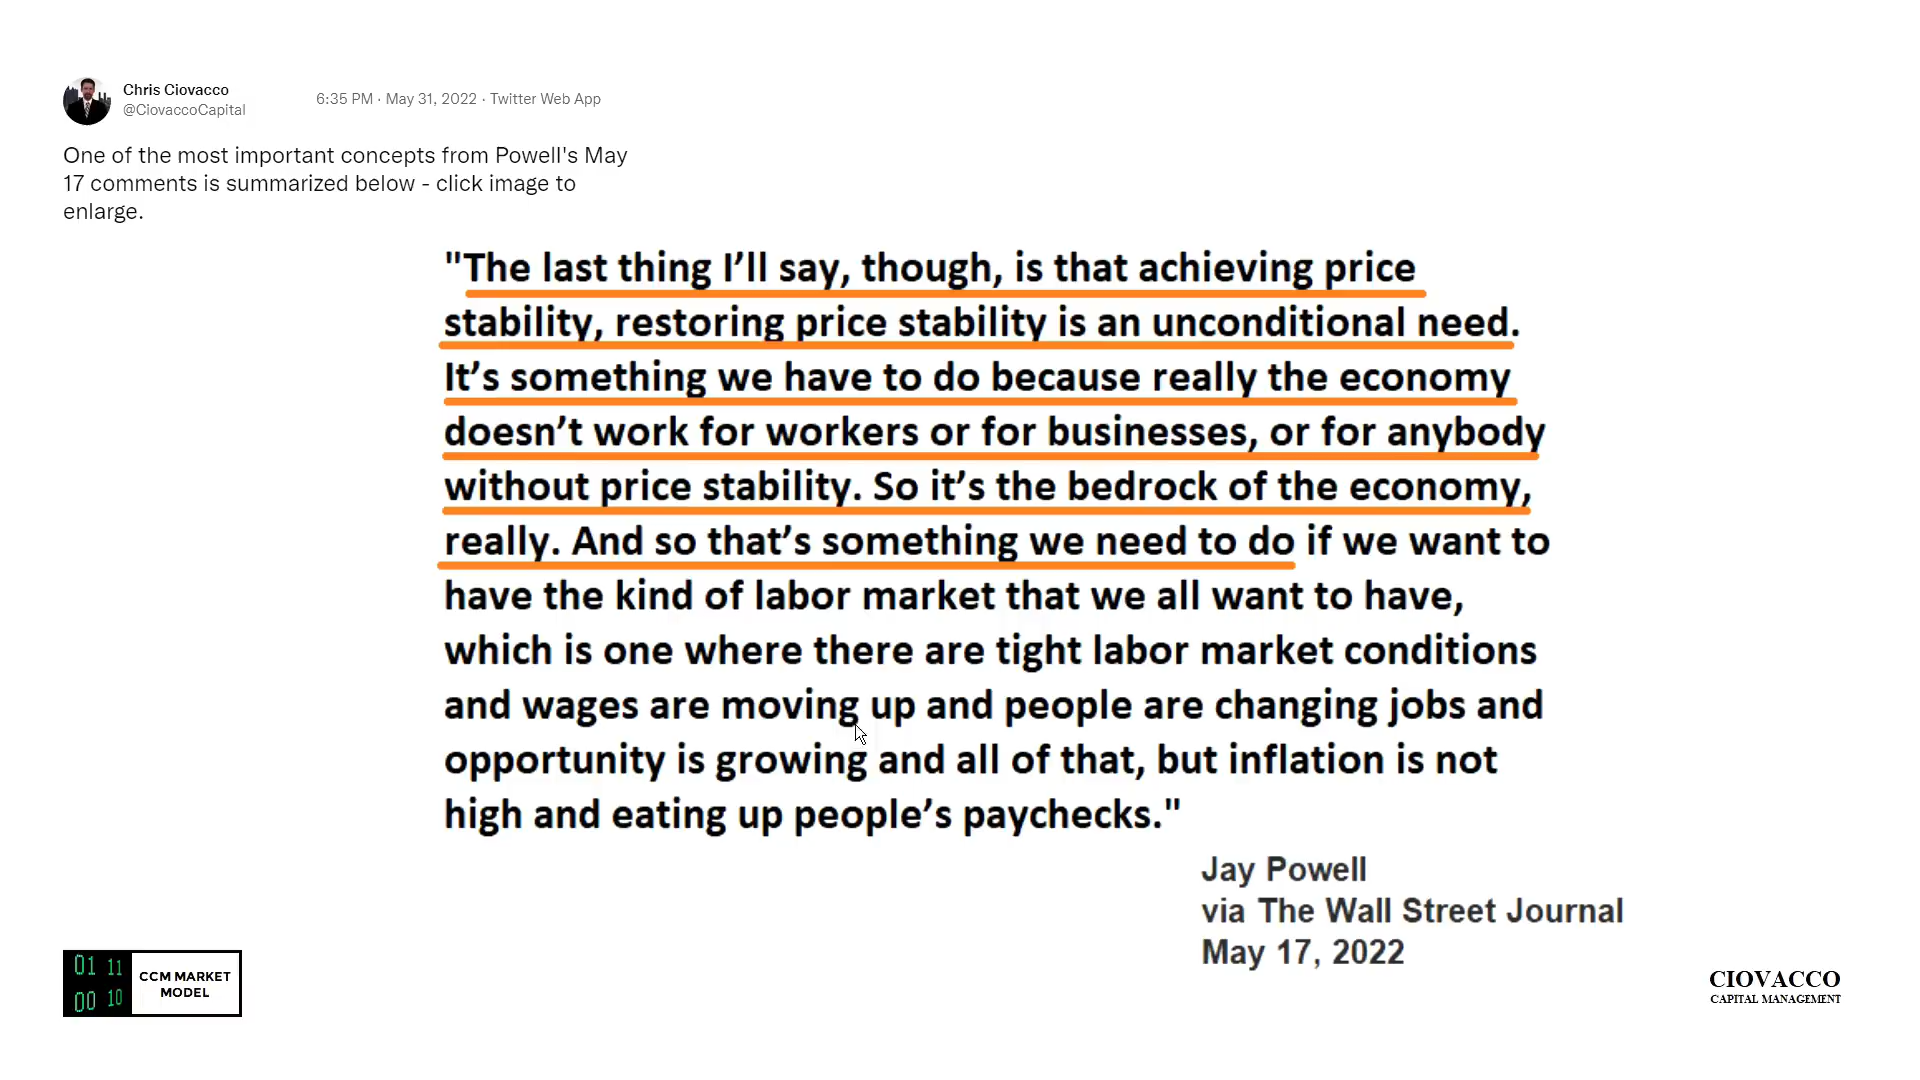 Chris Ciovacco
@CiovaccoCapital
6:35 PM · May 31, 2022 · Twitter Web App
One of the most important concepts from Powell's May
17 comments is summarized below - click image to
enlarge.
"The last thing I’ll say, though, is that achieving price
stability, restoring price stability is an unconditional need.
It’s something we have to do because really the economy
doesn’t work for workers or for businesses, or for anybody
without price stability. So it’s the bedrock of the economy,
really. And so that’s something we need to do if we want to
have the kind of labor market that we all want to have,
which is one where there are tight labor market conditions
and wages are moving up and people are changing jobs and
opportunity is growing and all of that, but inflation is not
high and eating up people’s paychecks."
Jay Powell
via The Wall Street Journal
May 17, 2022
01 11
00 10
CCM MARKET
MODEL
CIOVACCO
CAPITAL MANAGEMENT